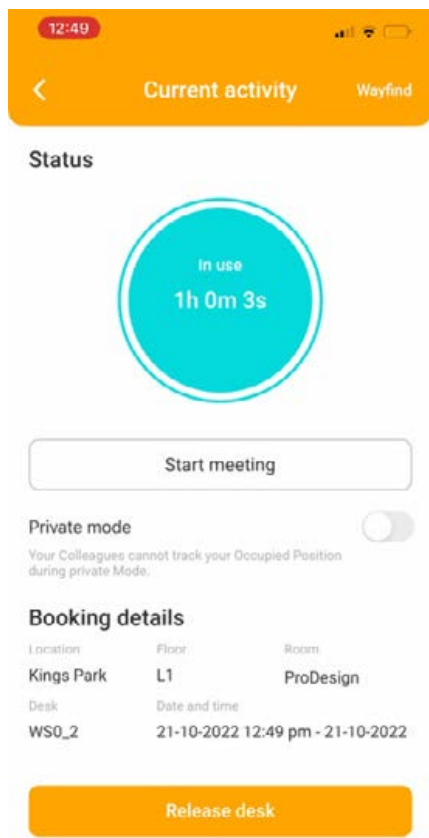 12:49
Current activity Wayfind
Status
In use
1h 0m 3s
Start meeting
Private mode
Your Colleagues cannot track your Occupied Position
during private Mode.
Booking details
Location Floor Room
Kings Park L1 ProDesign
Desk Date and time
WS0_2 21-10-2022 12:49 pm - 21-10-2022
Release desk